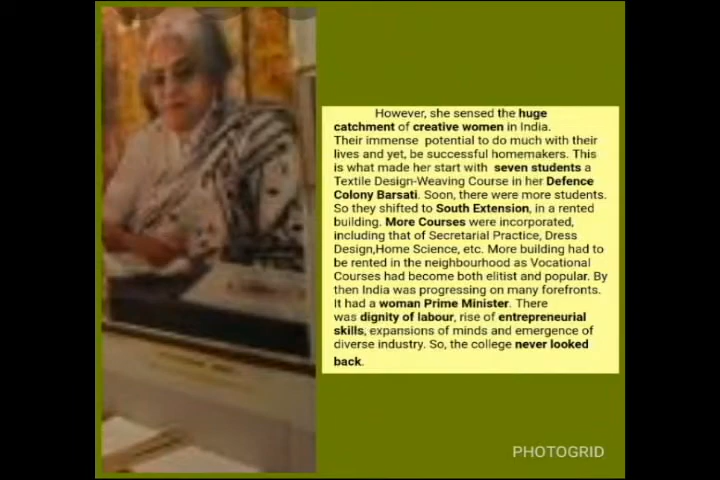 However, she sensed the huge
catchment of creative women in India.
Their immense potential to do much with their
lives and yet, be successful homemakers. This
is what made her start with seven students a
Textile Design-Weaving Course in her Defence
Colony Barsati. Soon, there were more students.
So they shifted to South Extension, in a rented
building. More Courses were incorporated,
including that of Secretarial Practice, Dress
Design,Home Science, etc. More building had to
be rented in the neighbourhood as Vocational
Courses had become both elitist and popular. By
then India was progressing on many forefronts.
It had a woman Prime Minister. There
was dignity of labour, rise of entrepreneurial
skills, expansions of minds and emergence of
diverse industry. So, the college never looked
back.
PHOTOGRID